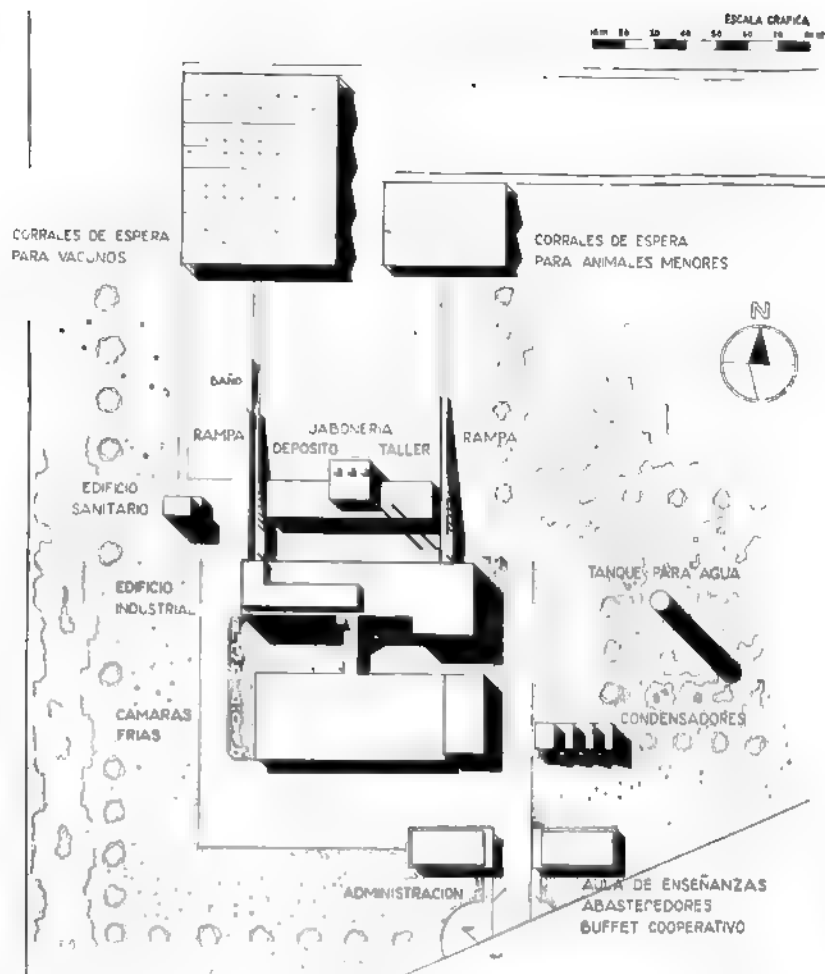 ESCALA GRAFICA
CORRALES DE ESPERA
PARA VACUNOS
CORRALES DE ESPERA
PARA ANIMALES MENORES
N
BAÑO
RAMPA
JABONERIA
DEPOSITO
TALLER
RAMPA
EDIFICIO
SANITARIO
EDIFICIO
INDUSTRIAL
TANQUE PARA AGUA
CAMARAS
FRIAS
CONDENSADORES
ADMINISTRACION
AULA DE ENSEÑANZAS
ABASTECEDORES
BUFFET COOPERATIVO